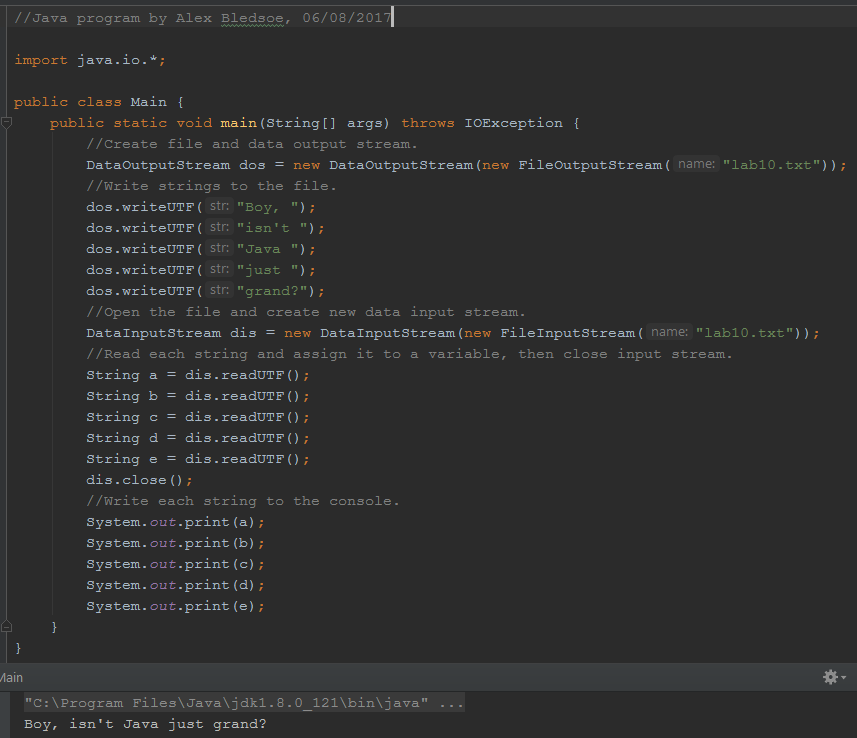 //Java program by Alex Bledsoe, 06/08/2017
import java.io.*;
public class Main {
public static void main(String[] args) throws IOException {
//Create file and data output stream.
DataOutputStream dos = new DataOutputStream(new FileOutputStream( name: "lab10.txt"));
//Write strings to the file.
dos.writeUTF( str: "Boy, ");
dos.writeUTF( str: "isn't ");
dos.writeUTF( str: "Java ");
dos.writeUTF( str: "just ");
dos.writeUTF( str: "grand?");
//Open the file and create new data input stream.
DataInputStream dis = new DataInputStream(new FileInputStream( name: "lab10.txt"));
//Read each string and assign it to a variable, then close input stream.
String a = dis.readUTF();
String b = dis.readUTF();
String c = dis.readUTF();
String d = dis.readUTF();
String e = dis.readUTF();
dis.close();
//Write each string to the console.
System.out.print(a);
System.out.print(b);
System.out.print(c);
System.out.print(d);
System.out.print(e);
}
}
Main
"C:\Program Files\Java\jdk1.8.0_121\bin\java" ...
Boy, isn't Java just grand?